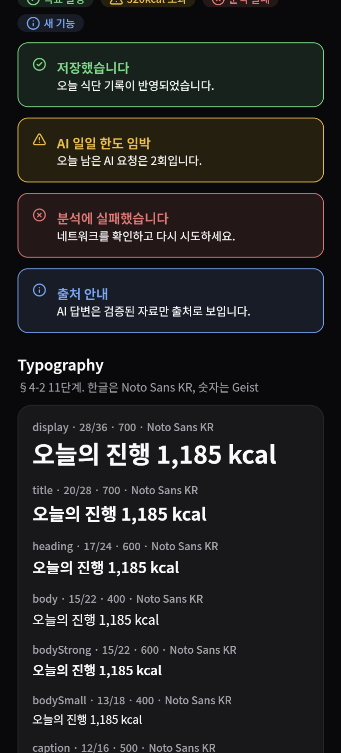 320kcal 초과
새 기능
저장했습니다
오늘 식단 기록이 반영되었습니다.
AI 일일 한도 임박
오늘 남은 AI 요청은 2회입니다.
분석에 실패했습니다
네트워크를 확인하고 다시 시도하세요.
출처 안내
AI 답변은 검증된 자료만 출처로 보입니다.
Typography
§4-2 11단계. 한글은 Noto Sans KR, 숫자는 Geist
display · 28/36 · 700 · Noto Sans KR
오늘의 진행 1,185 kcal
title · 20/28 · 700 · Noto Sans KR
오늘의 진행 1,185 kcal
heading · 17/24 · 600 · Noto Sans KR
오늘의 진행 1,185 kcal
body · 15/22 · 400 · Noto Sans KR
오늘의 진행 1,185 kcal
bodyStrong · 15/22 · 600 · Noto Sans KR
오늘의 진행 1,185 kcal
bodySmall · 13/18 · 400 · Noto Sans KR
오늘의 진행 1,185 kcal
caption · 12/16 · 500 · Noto Sans KR